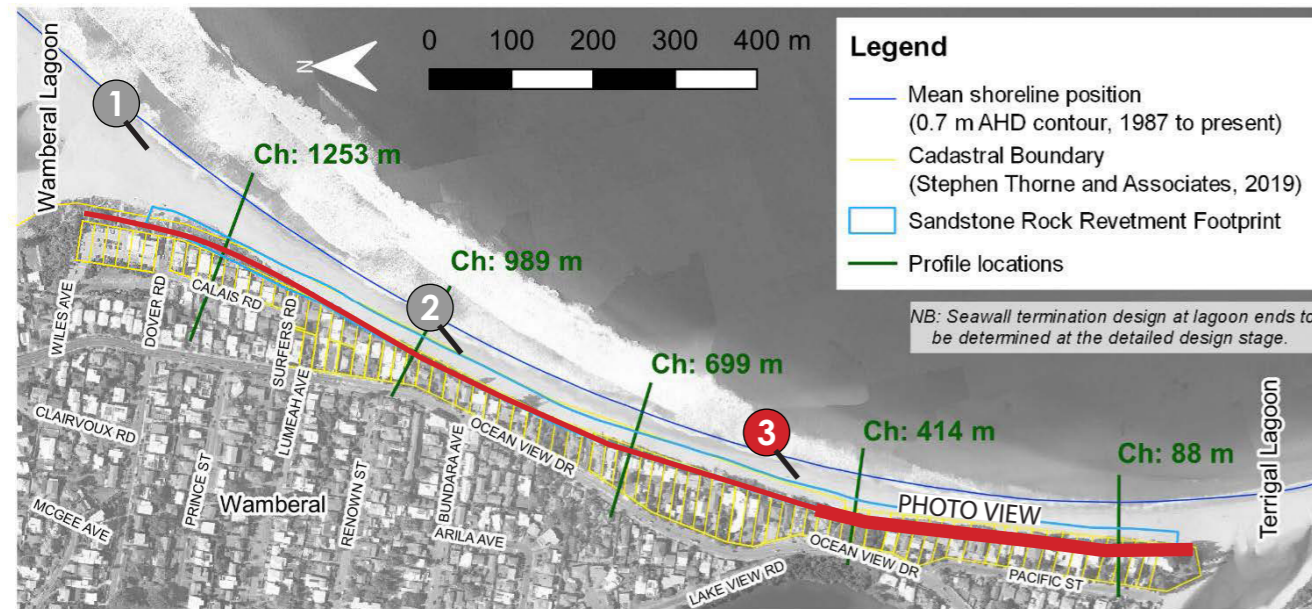 0 100 200 300 400 m
N
Legend
Mean shoreline position
(0.7 m AHD contour, 1987 to present)
Cadastral Boundary
(Stephen Thorne and Associates, 2019)
Sandstone Rock Revetment Footprint
Profile locations
NB: Seawall termination design at lagoon ends to
be determined at the detailed design stage.
Wamberal Lagoon
1
Ch: 1253 m
Ch: 989 m
2
Ch: 699 m
3
Ch: 414 m
Ch: 88 m
PHOTO VIEW
Terrigal Lagoon
WILES AVE
DOVER RD
CALAIS RD
SURFERS RD
LUMEAH AVE
CLAIRVOUX RD
PRINCE ST
Wamberal
RENOWN ST
BUNDARA AVE
OCEAN VIEW DR
MCGEE AVE
ARILA AVE
LAKE VIEW RD
OCEAN VIEW DR
PACIFIC ST